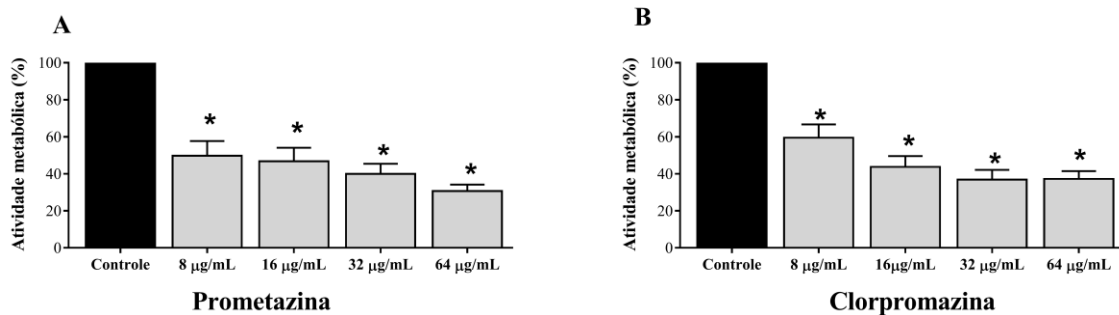 A
Atividade metabólica (%)
100
80
60
40
20
0
*
*
*
*
Controle 8 µg/mL 16 µg/mL 32 µg/mL 64 µg/mL
Prometazina
B
Atividade metabólica (%)
100
80
60
40
20
0
*
*
*
*
Controle 8 µg/mL 16µg/mL 32 µg/mL 64 µg/mL
Clorpromazina